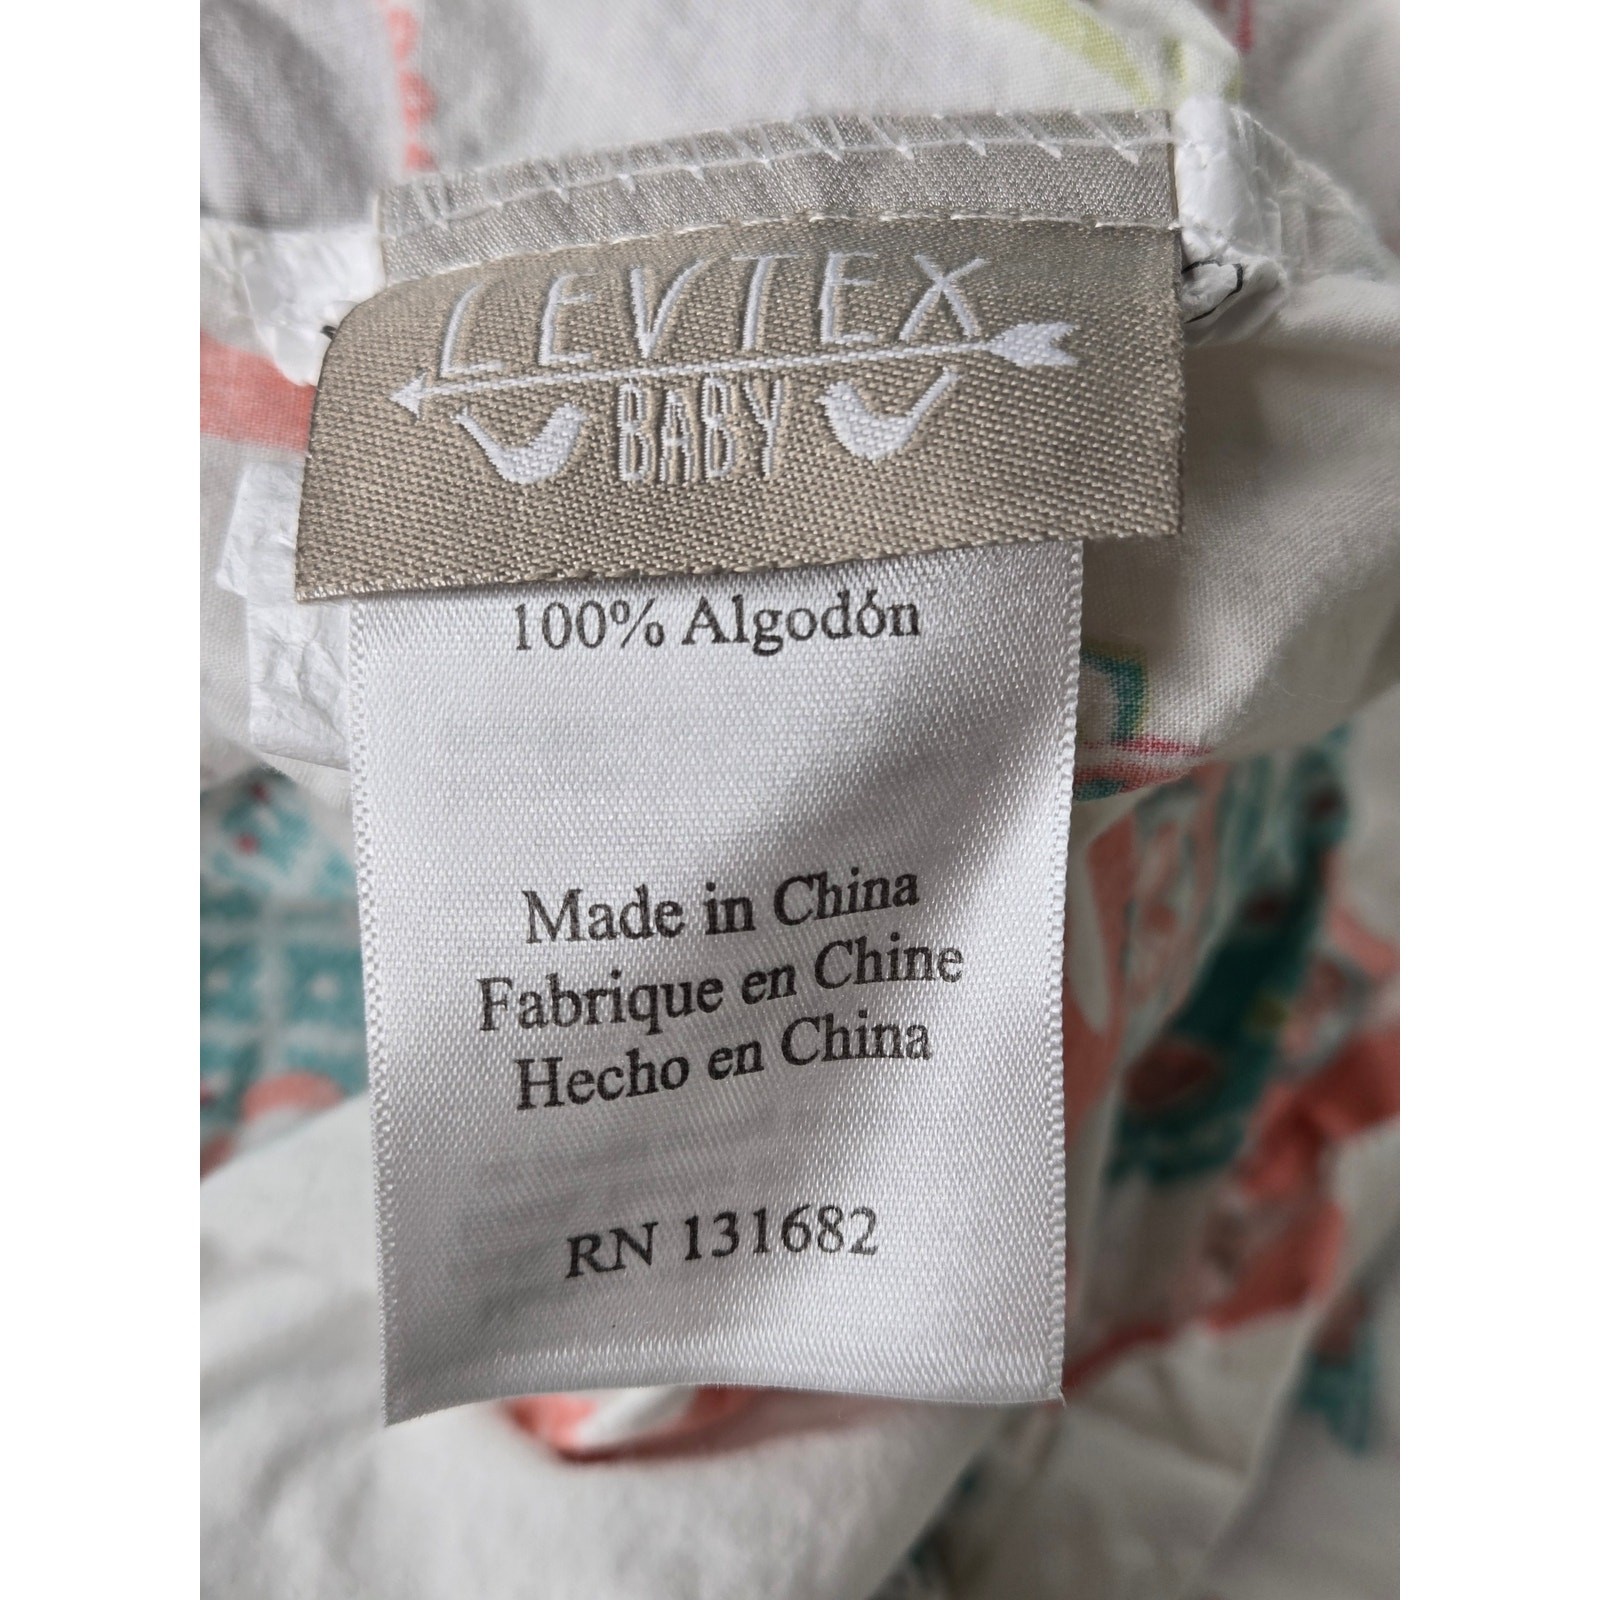 LEVTEX
BABY
100% Algodón
Made in China
Fabrique en Chine
Hecho en China
RN 131682